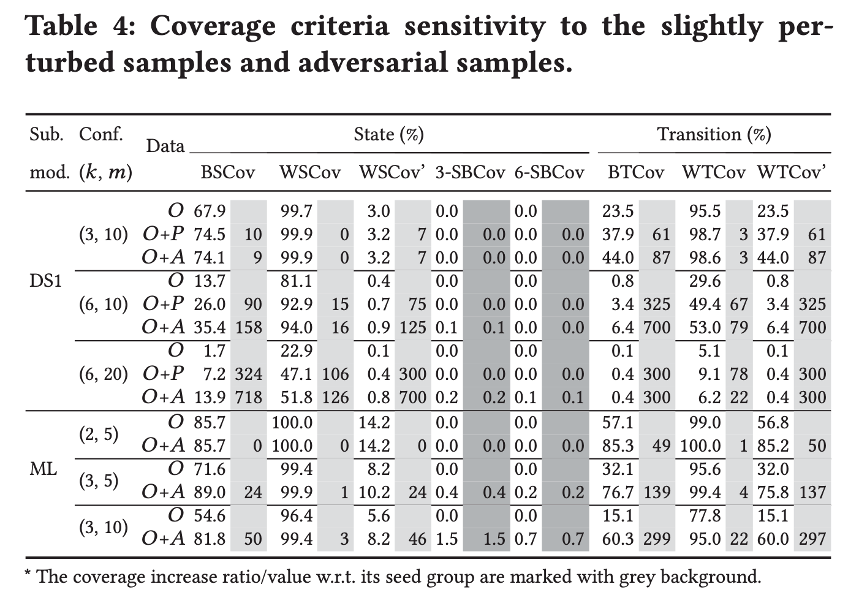 Table 4: Coverage criteria sensitivity to the slightly per-
turbed samples and adversarial samples.
Sub. Conf. Data State (%) Transition (%)
mod. (k, m) BSCov WSCov WSCov' 3-SBCov 6-SBCov BTCov WTCov WTCov'
O 67.9 99.7 3.0 0.0 0.0 23.5 95.5 23.5
(3, 10) O+P 74.5 10 99.9 0 3.2 7 0.0 0.0 0.0 0.0 37.9 61 98.7 3 37.9 61
O+A 74.1 9 99.9 0 3.2 7 0.0 0.0 0.0 0.0 44.0 87 98.6 3 44.0 87
DS1 O 13.7 81.1 0.4 0.0 0.0 0.8 29.6 0.8
(6, 10) O+P 26.0 90 92.9 15 0.7 75 0.0 0.0 0.0 0.0 3.4 325 49.4 67 3.4 325
O+A 35.4 158 94.0 16 0.9 125 0.1 0.1 0.0 0.0 6.4 700 53.0 79 6.4 700
O 1.7 22.9 0.1 0.0 0.0 0.1 5.1 0.1
(6, 20) O+P 7.2 324 47.1 106 0.4 300 0.0 0.0 0.0 0.0 0.4 300 9.1 78 0.4 300
O+A 13.9 718 51.8 126 0.8 700 0.2 0.2 0.1 0.1 0.4 300 6.2 22 0.4 300
(2, 5) O 85.7 100.0 14.2 0.0 0.0 57.1 99.0 56.8
O+A 85.7 0 100.0 0 14.2 0 0.0 0.0 0.0 0.0 85.3 49 100.0 1 85.2 50
ML (3, 5) O 71.6 99.4 8.2 0.0 0.0 32.1 95.6 32.0
O+A 89.0 24 99.9 1 10.2 24 0.4 0.4 0.2 0.2 76.7 139 99.4 4 75.8 137
(3, 10) O 54.6 96.4 5.6 0.0 0.0 15.1 77.8 15.1
O+A 81.8 50 99.4 3 8.2 46 1.5 1.5 0.7 0.7 60.3 299 95.0 22 60.0 297
* The coverage increase ratio/value w.r.t. its seed group are marked with grey background.